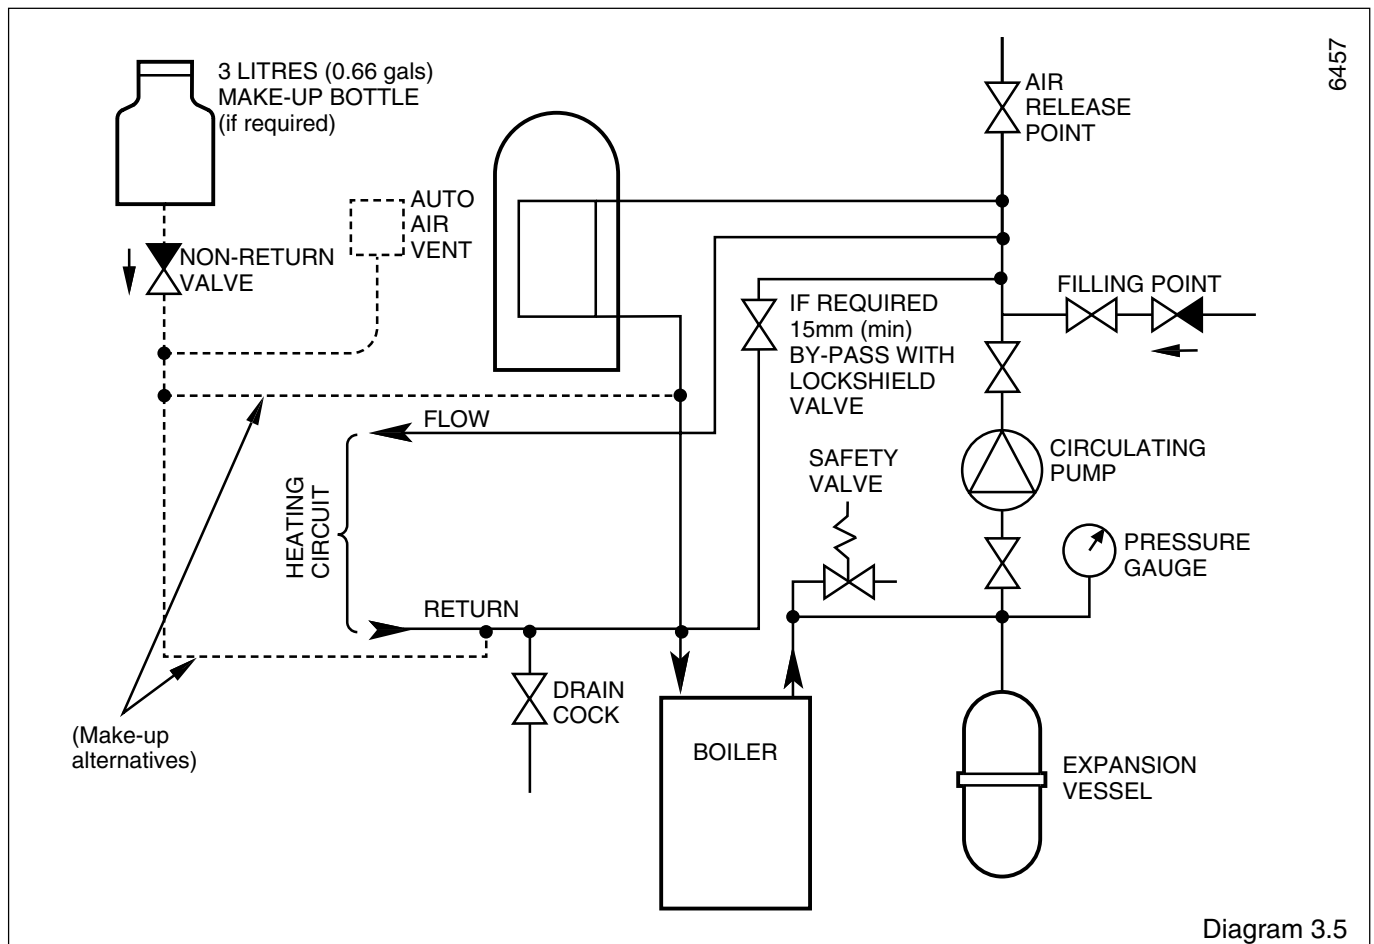 6457
3 LITRES (0.66 gals)
MAKE-UP BOTTLE
(if required)
AIR
RELEASE
POINT
AUTO
AIR
VENT
NON-RETURN
VALVE
FILLING POINT
IF REQUIRED
15mm (min)
BY-PASS WITH
LOCKSHIELD
VALVE
FLOW
CIRCULATING
PUMP
SAFETY
VALVE
HEATING
CIRCUIT
PRESSURE
GAUGE
RETURN
DRAIN
COCK
(Make-up
alternatives)
BOILER
EXPANSION
VESSEL
Diagram 3.5